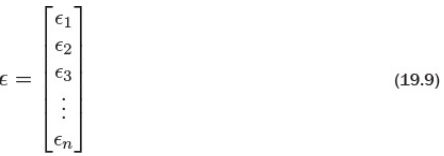 ϵ = [ϵ₁
ϵ₂
ϵ₃
⋮
ϵₙ] (19.9)